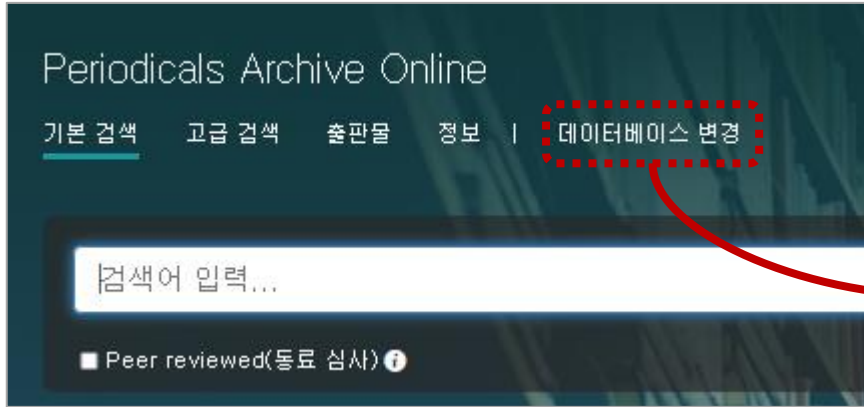 Periodicals Archive Online
기본 검색 고급 검색 출판물 정보 | 데이터베이스 변경
검색어 입력...
Peer reviewed(동료 심사)